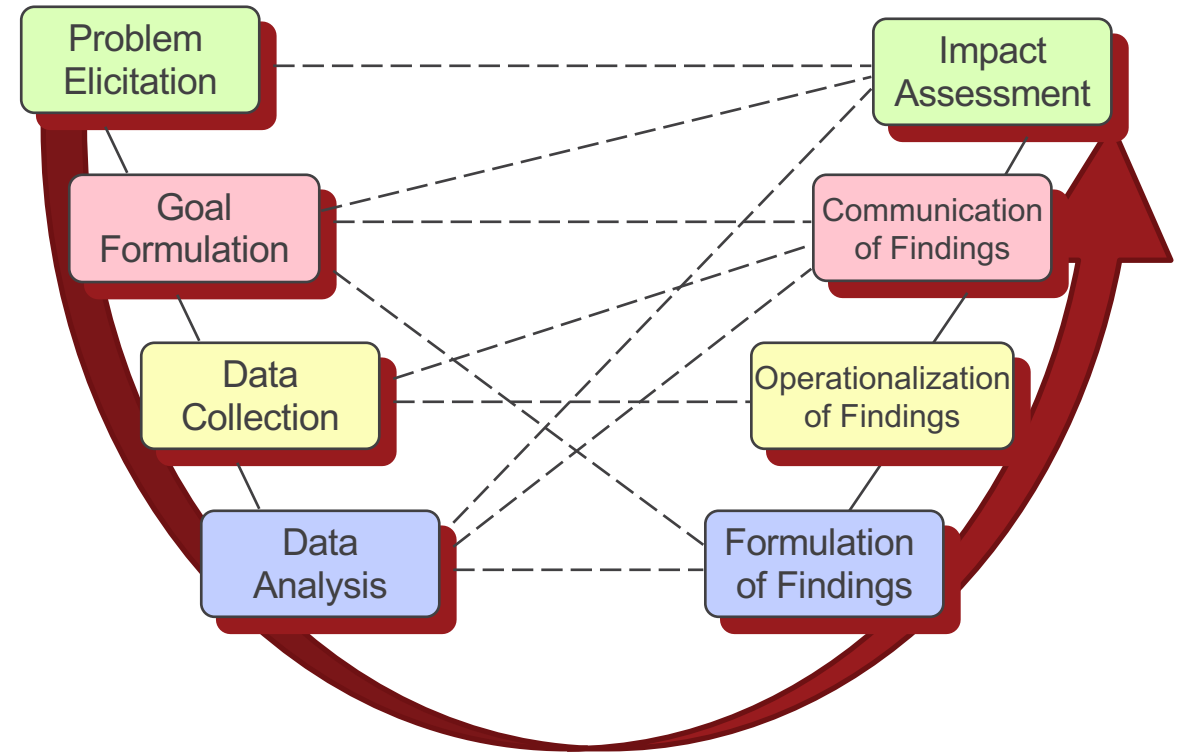 Problem
Elicitation
Impact
Assessment
Goal
Formulation
Communication
of Findings
Data
Collection
Operationalization
of Findings
Data
Analysis
Formulation
of Findings